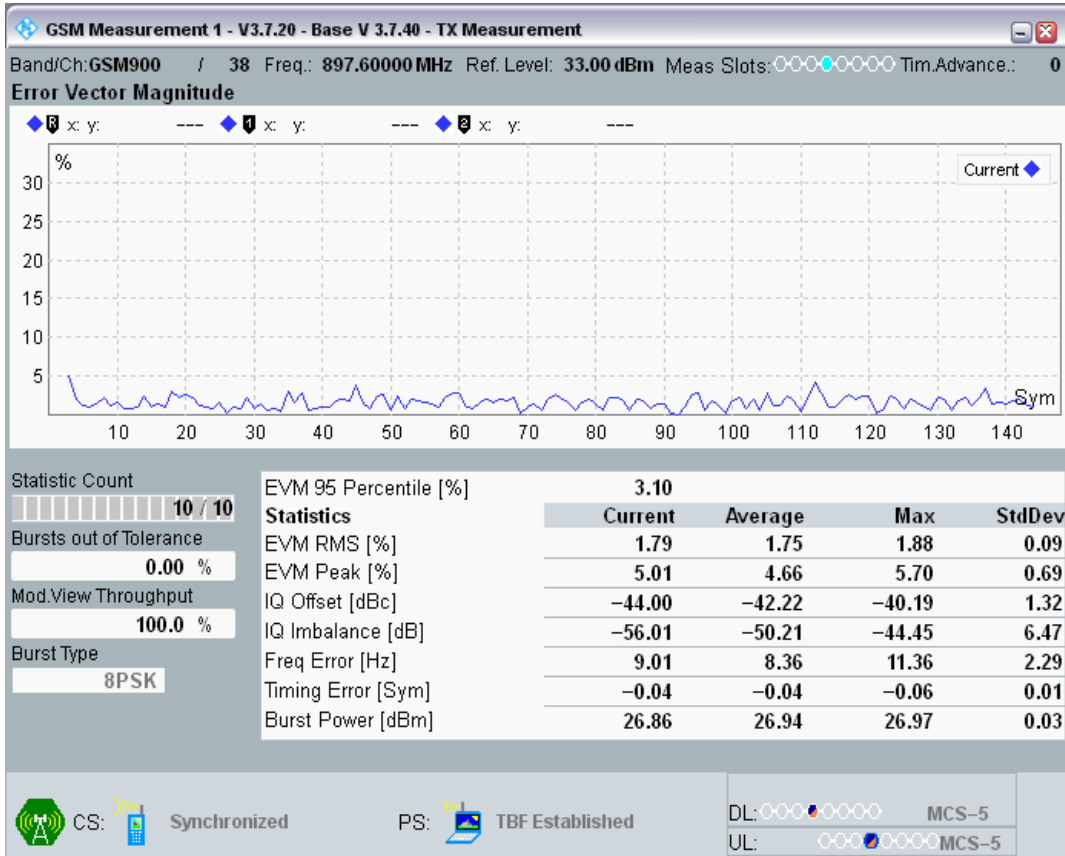 GSM Measurement 1 - V3.7.20 - Base V 3.7.40 - TX Measurement
Band/Ch:GSM900 / 38 Freq.: 897.60000 MHz Ref. Level: 33.00 dBm Meas Slots: Tim.Advance.: 0
Error Vector Magnitude
R x: y: --- 1 x: y: --- 2 x: y: ---
%
Current
30
25
20
15
10
5
Sym
10 20 30 40 50 60 70 80 90 100 110 120 130 140
Statistic Count
10 / 10
Bursts out of Tolerance
0.00 %
Mod.View Throughput
100.0 %
Burst Type
8PSK
EVM 95 Percentile [%] 3.10
Statistics Current Average Max StdDev
EVM RMS [%] 1.79 1.75 1.88 0.09
EVM Peak [%] 5.01 4.66 5.70 0.69
IQ Offset [dBc] −44.00 −42.22 −40.19 1.32
IQ Imbalance [dB] −56.01 −50.21 −44.45 6.47
Freq Error [Hz] 9.01 8.36 11.36 2.29
Timing Error [Sym] −0.04 −0.04 −0.06 0.01
Burst Power [dBm] 26.86 26.94 26.97 0.03
CS: Synchronized PS: TBF Established
DL: MCS−5
UL: MCS−5